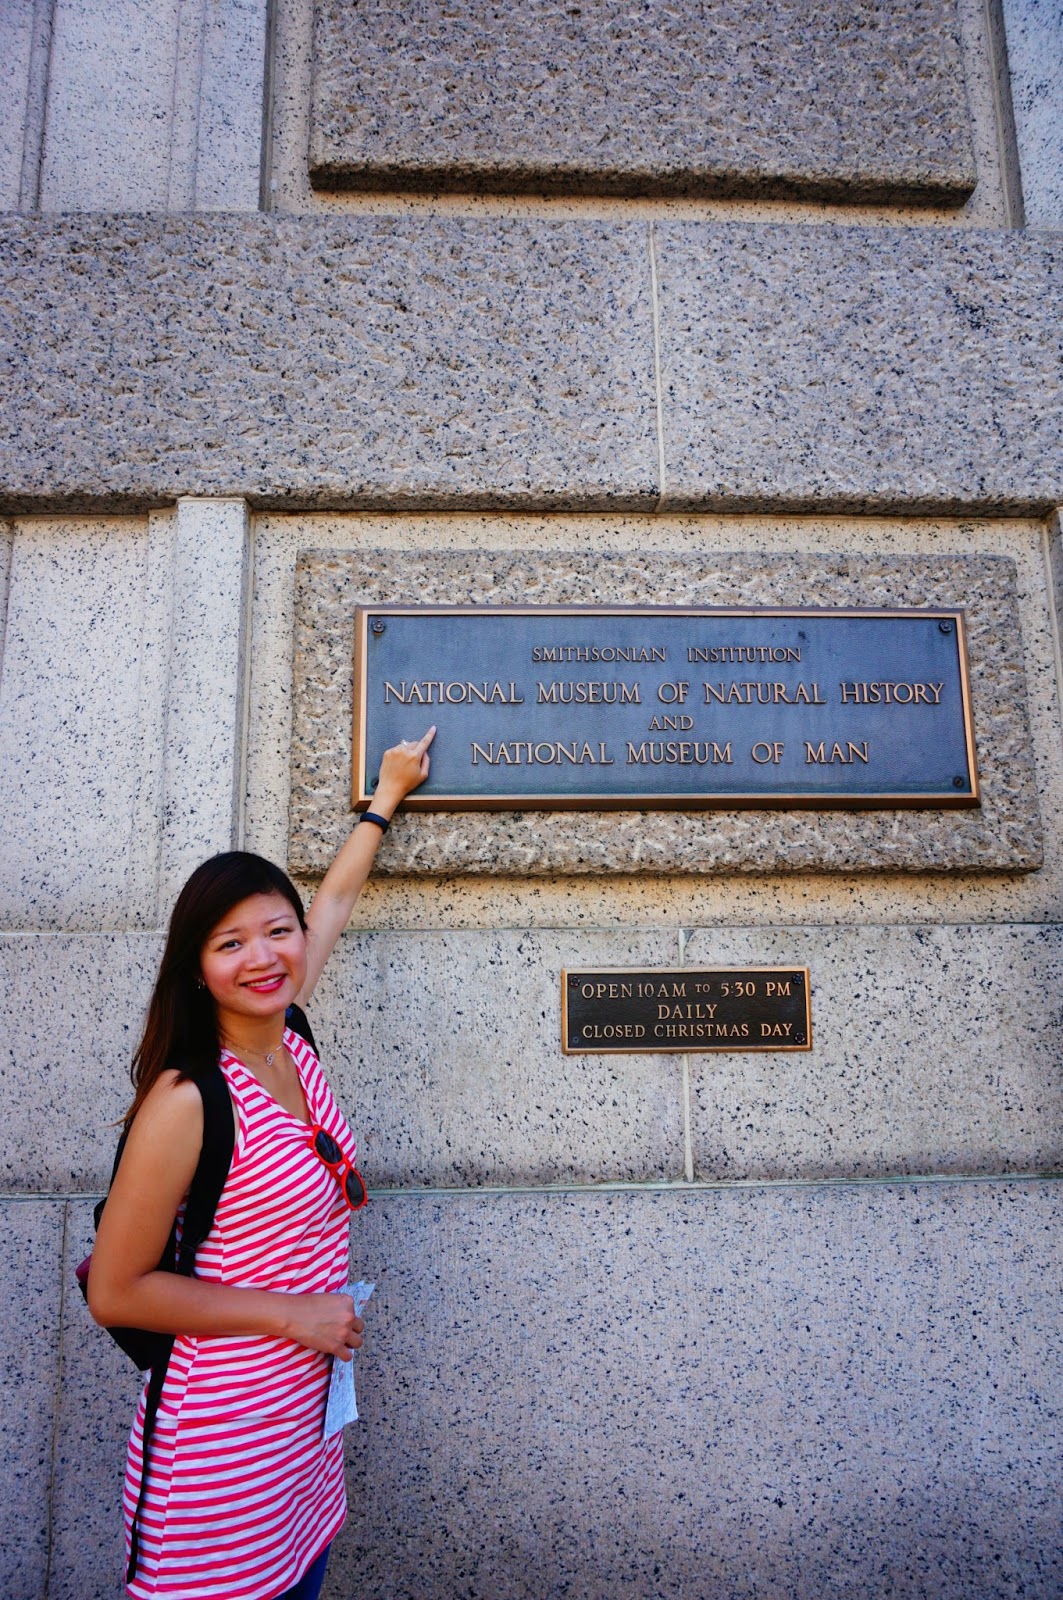 SMITHSONIAN INSTITUTION
NATIONAL MUSEUM OF NATURAL HISTORY
AND
NATIONAL MUSEUM OF MAN
OPEN 10 AM TO 5:30 PM
DAILY
CLOSED CHRISTMAS DAY